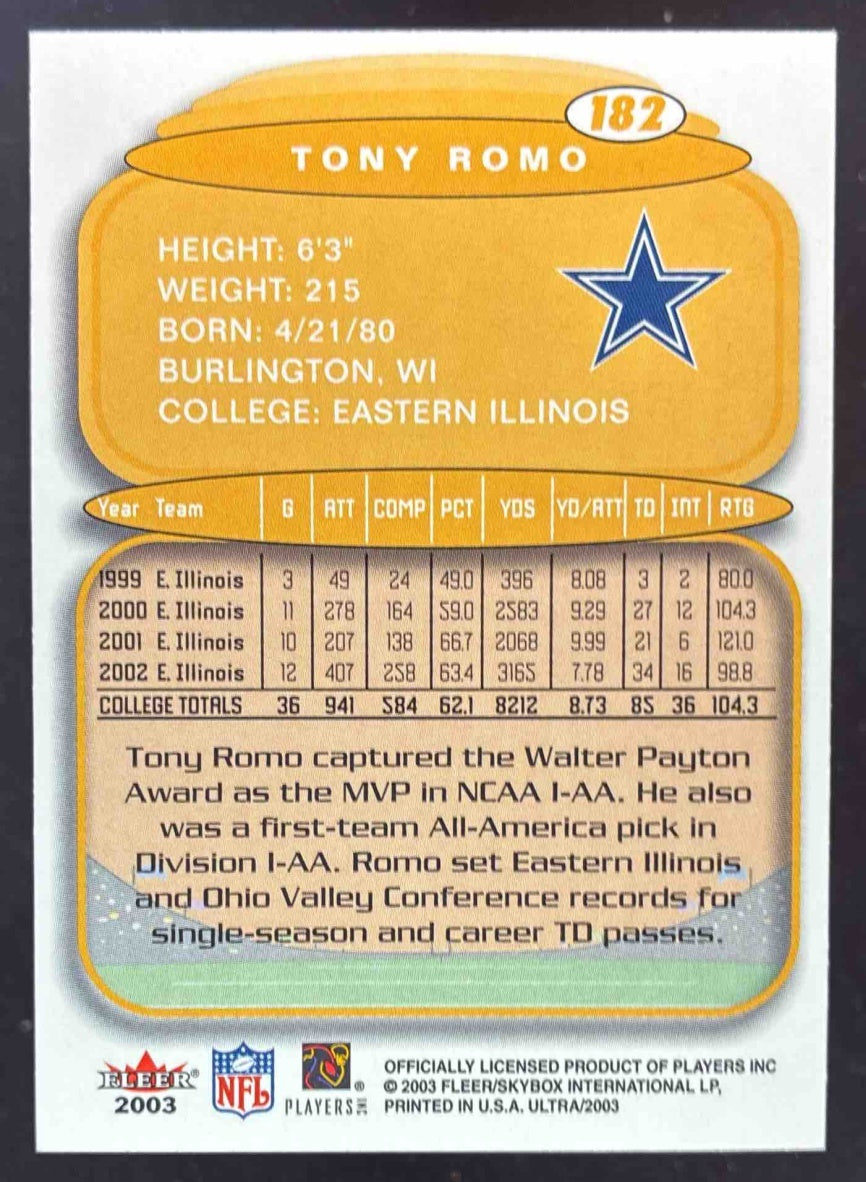 182
TONY ROMO
HEIGHT: 6'3"
WEIGHT: 215
BORN: 4/21/80
BURLINGTON, WI
COLLEGE: EASTERN ILLINOIS
Year Team G ATT COMP PCT YDS YD/ATT TD INT RTG
1999 E. Illinois 3 49 24 49.0 396 8.08 3 2 80.0
2000 E. Illinois 11 278 164 59.0 2583 9.29 27 12 104.3
2001 E. Illinois 10 207 138 66.7 2068 9.99 21 6 121.0
2002 E. Illinois 12 407 258 63.4 3165 7.78 34 16 98.8
COLLEGE TOTALS 36 941 584 62.1 8212 8.73 85 36 104.3
Tony Romo captured the Walter Payton
Award as the MVP in NCAA I-AA. He also
was a first-team All-America pick in
Division I-AA. Romo set Eastern Illinois
and Ohio Valley Conference records for
single-season and career TD passes.
FLEER®
2003
NFL
PLAYERS INC ®
OFFICIALLY LICENSED PRODUCT OF PLAYERS INC
© 2003 FLEER/SKYBOX INTERNATIONAL LP,
PRINTED IN U.S.A. ULTRA/2003